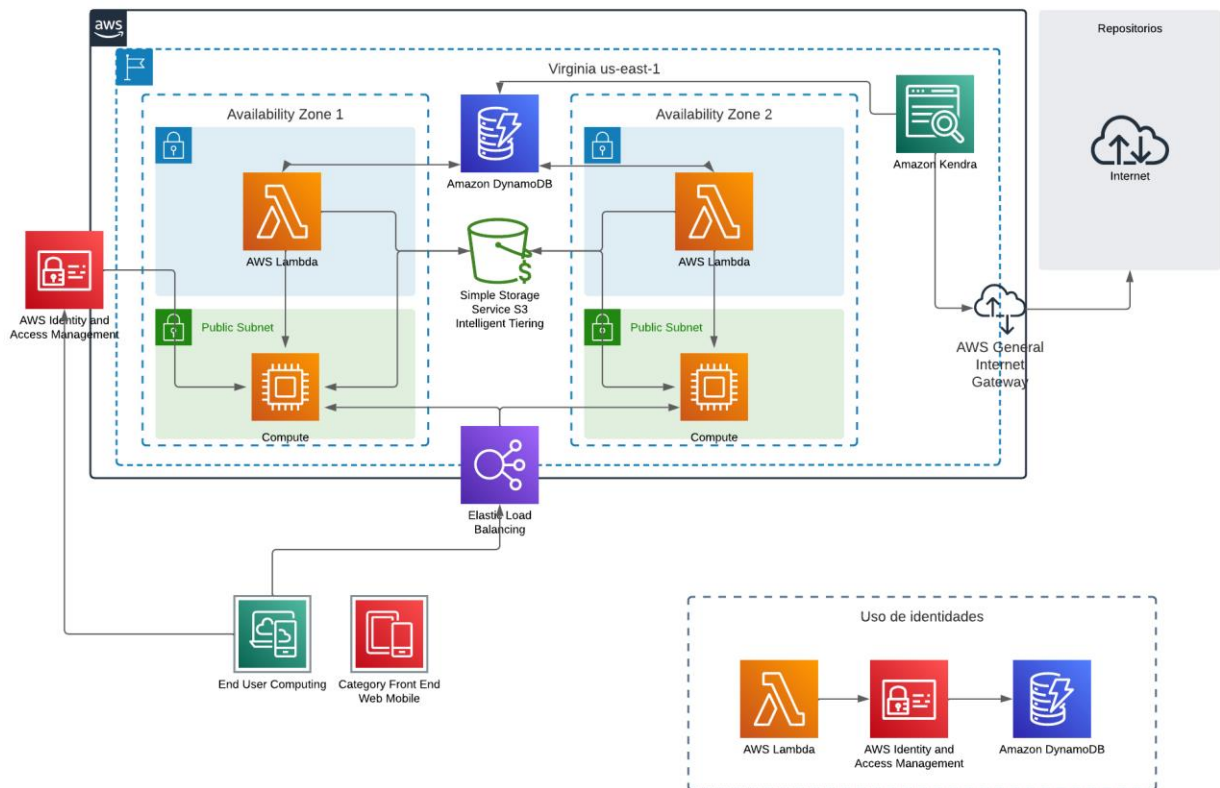 aws
Repositorios
Virginia us-east-1
Availability Zone 1
Availability Zone 2
Amazon DynamoDB
Amazon Kendra
Internet
AWS Lambda
AWS Lambda
Simple Storage
Service S3
Intelligent Tiering
AWS Identity and
Access Management
Public Subnet
Public Subnet
AWS General
Internet
Gateway
Compute
Compute
Elastic Load
Balancing
End User Computing
Category Front End
Web Mobile
Uso de identidades
AWS Lambda
AWS Identity and
Access Management
Amazon DynamoDB